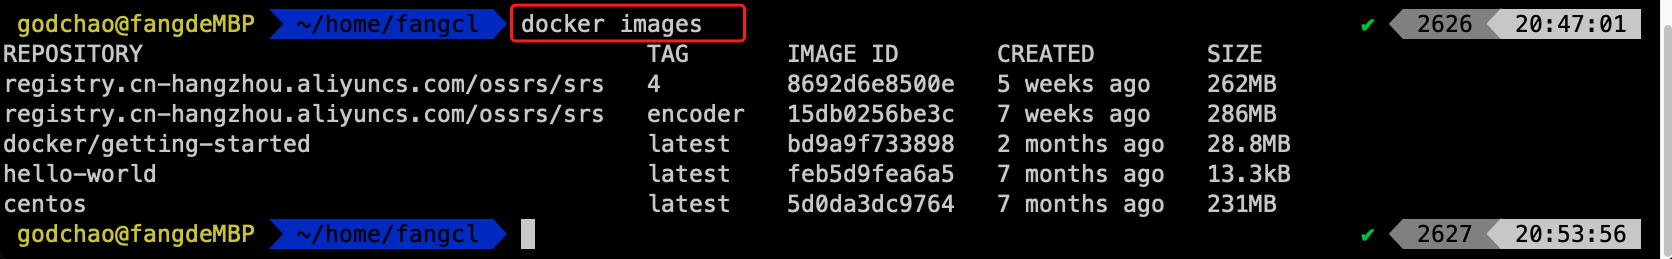 godchao@fangdeMBP ~/home/fangcl docker images ✔ 2626 20:47:01
REPOSITORY TAG IMAGE ID CREATED SIZE
registry.cn-hangzhou.aliyuncs.com/ossrs/srs 4 8692d6e8500e 5 weeks ago 262MB
registry.cn-hangzhou.aliyuncs.com/ossrs/srs encoder 15db0256be3c 7 weeks ago 286MB
docker/getting-started latest bd9a9f733898 2 months ago 28.8MB
hello-world latest feb5d9fea6a5 7 months ago 13.3kB
centos latest 5d0da3dc9764 7 months ago 231MB
godchao@fangdeMBP ~/home/fangcl ✔ 2627 20:53:56